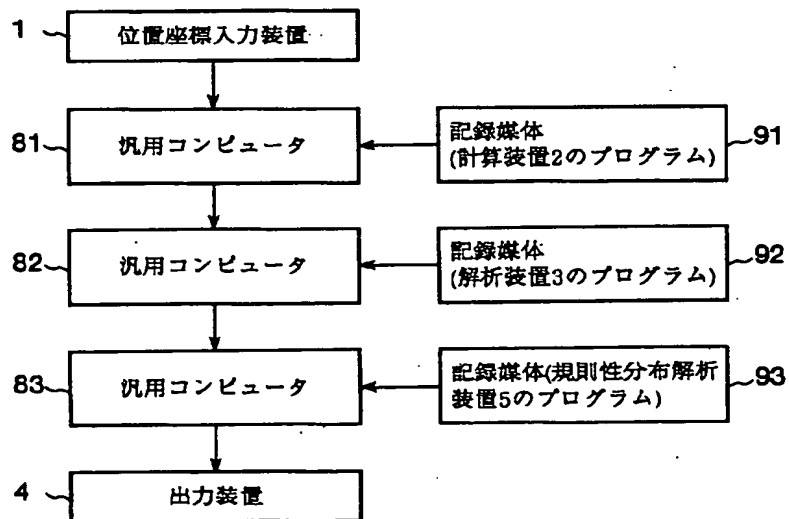 1
位置座標入力装置
81
汎用コンピュータ
記録媒体
(計算装置2のプログラム)
91
82
汎用コンピュータ
記録媒体
(解析装置3のプログラム)
92
83
汎用コンピュータ
記録媒体(規則性分布解析
装置5のプログラム)
93
4
出力装置